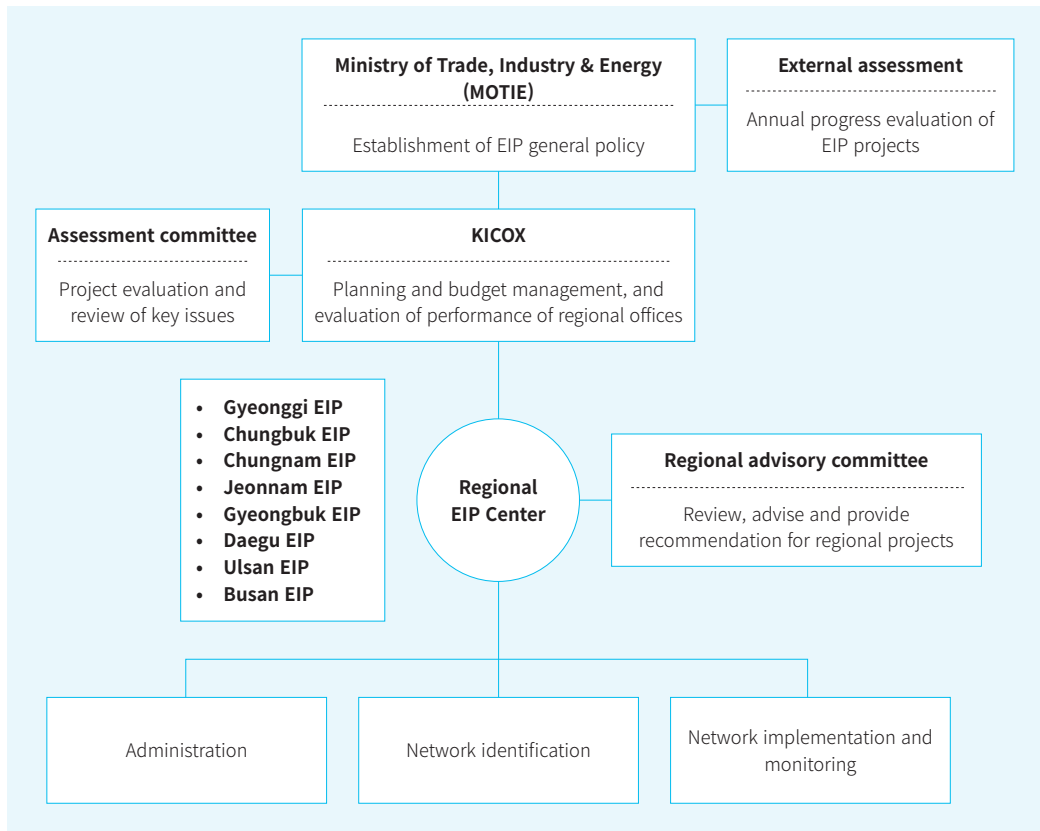 Ministry of Trade, Industry & Energy
(MOTIE)
Establishment of EIP general policy
External assessment
Annual progress evaluation of
EIP projects
Assessment committee
Project evaluation and
review of key issues
KICOX
Planning and budget management, and
evaluation of performance of regional offices
• Gyeonggi EIP
• Chungbuk EIP
• Chungnam EIP
• Jeonnam EIP
• Gyeongbuk EIP
• Daegu EIP
• Ulsan EIP
• Busan EIP
Regional
EIP Center
Regional advisory committee
Review, advise and provide
recommendation for regional projects
Administration
Network identification
Network implementation and
monitoring